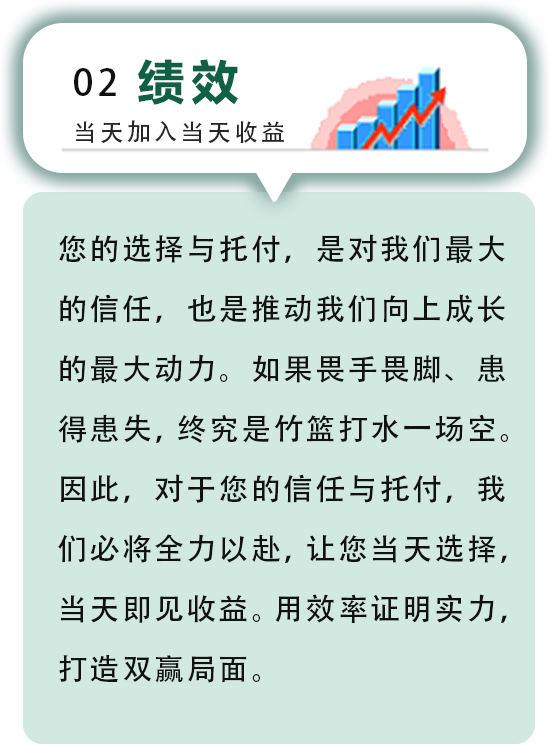 02 绩效
当天加入当天收益
您的选择与托付，是对我们最大
的信任，也是推动我们向上成长
的最大动力。如果畏手畏脚、患
得患失,终究是竹篮打水一场空。
因此，对于您的信任与托付，我
们必将全力以赴,让您当天选择,
当天即见收益。用效率证明实力,
打造双赢局面。